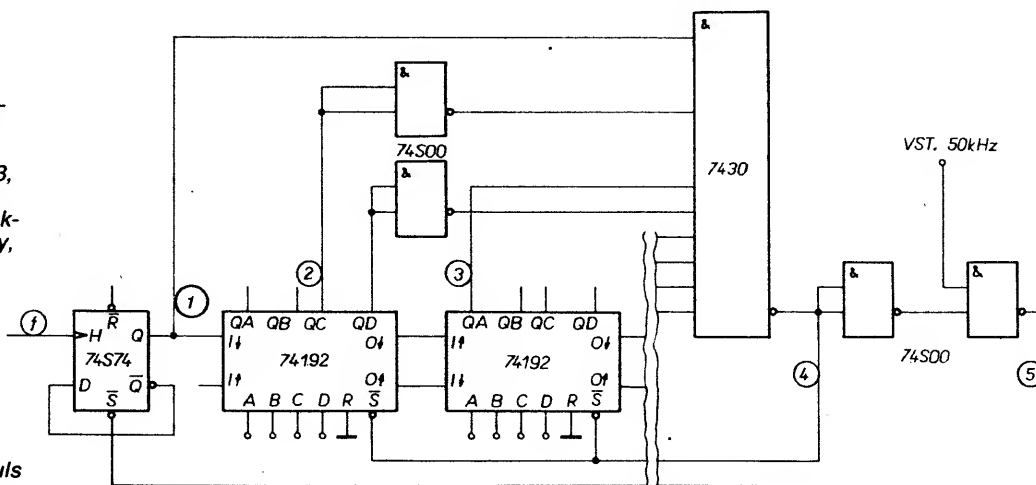 -
3,
k-
y,
uls
&
&
74S00
&
7430
VST. 50kHz
&
&
74S00
1
2
3
4
5
f
R
H
Q
74S74
D
Q
S
QA
QB
QC
QD
I↓
O↓
74192
I↑
O↑
A
B
C
D
R
S
QA
QB
QC
QD
I↑
O↓
74192
I↓
O↑
A
B
C
D
R
S